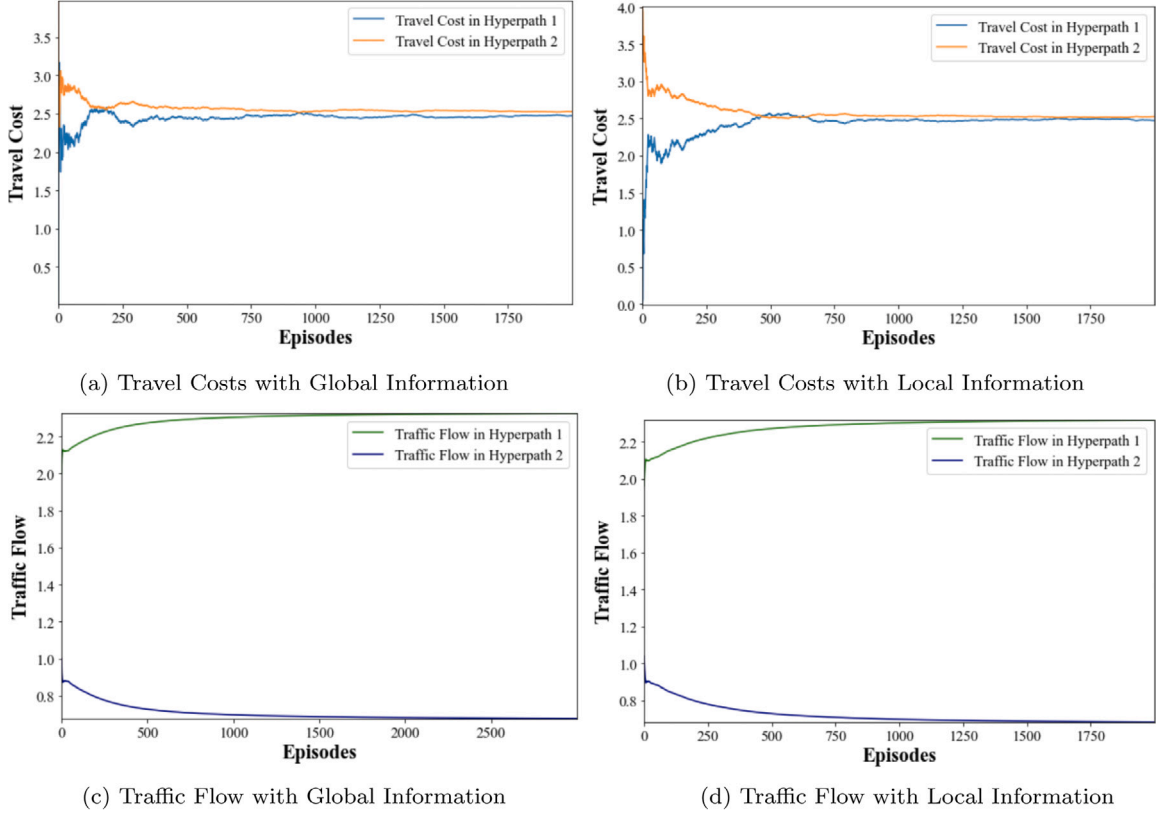 Travel Cost in Hyperpath 1
Travel Cost in Hyperpath 2
3.5
3.0
2.5
2.0
1.5
1.0
0.5
Travel Cost
0 250 500 750 1000 1250 1500 1750
Episodes
(a) Travel Costs with Global Information
Travel Cost in Hyperpath 1
Travel Cost in Hyperpath 2
4.0
3.5
3.0
2.5
2.0
1.5
1.0
0.5
0.0
Travel Cost
0 250 500 750 1000 1250 1500 1750
Episodes
(b) Travel Costs with Local Information
Traffic Flow in Hyperpath 1
Traffic Flow in Hyperpath 2
2.2
2.0
1.8
1.6
1.4
1.2
1.0
0.8
Traffic Flow
0 500 1000 1500 2000 2500
Episodes
(c) Traffic Flow with Global Information
Traffic Flow in Hyperpath 1
Traffic Flow in Hyperpath 2
2.2
2.0
1.8
1.6
1.4
1.2
1.0
0.8
Traffic Flow
0 250 500 750 1000 1250 1500 1750
Episodes
(d) Traffic Flow with Local Information